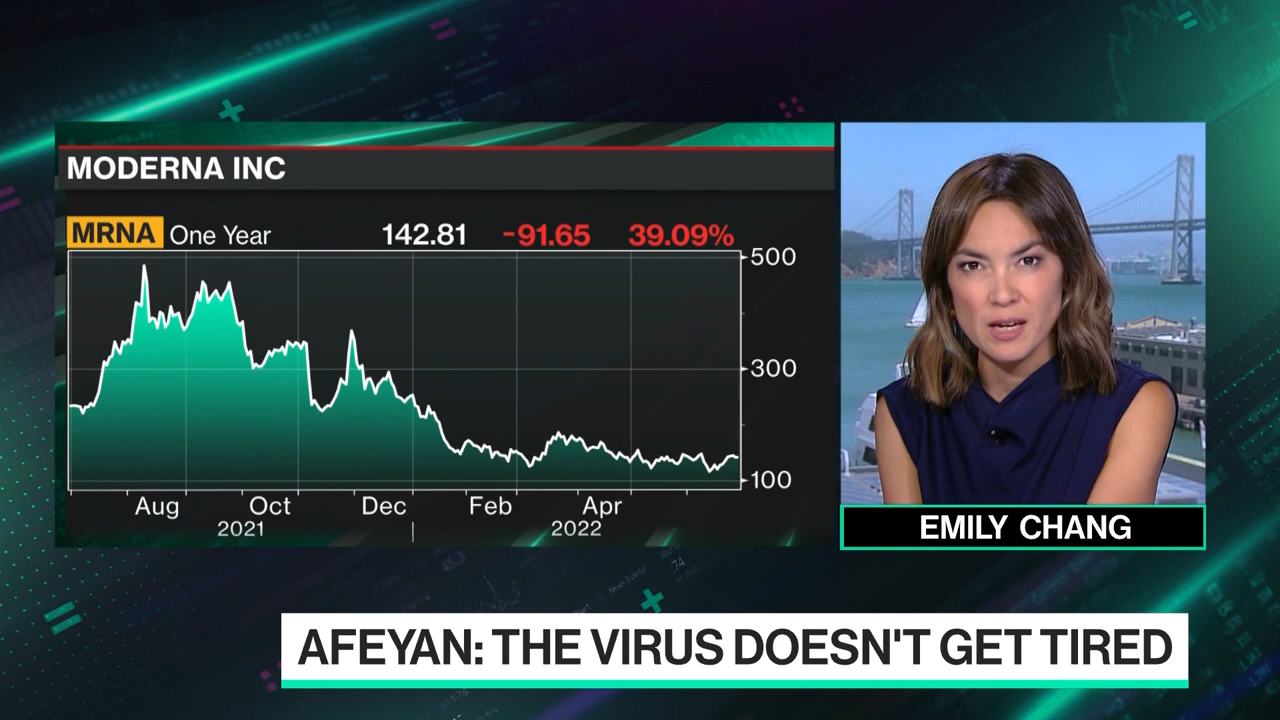 MODERNA INC
MRNA One Year 142.81 -91.65 39.09%
500
300
100
Aug Oct Dec Feb Apr
2021 2022
EMILY CHANG
AFEYAN: THE VIRUS DOESN'T GET TIRED